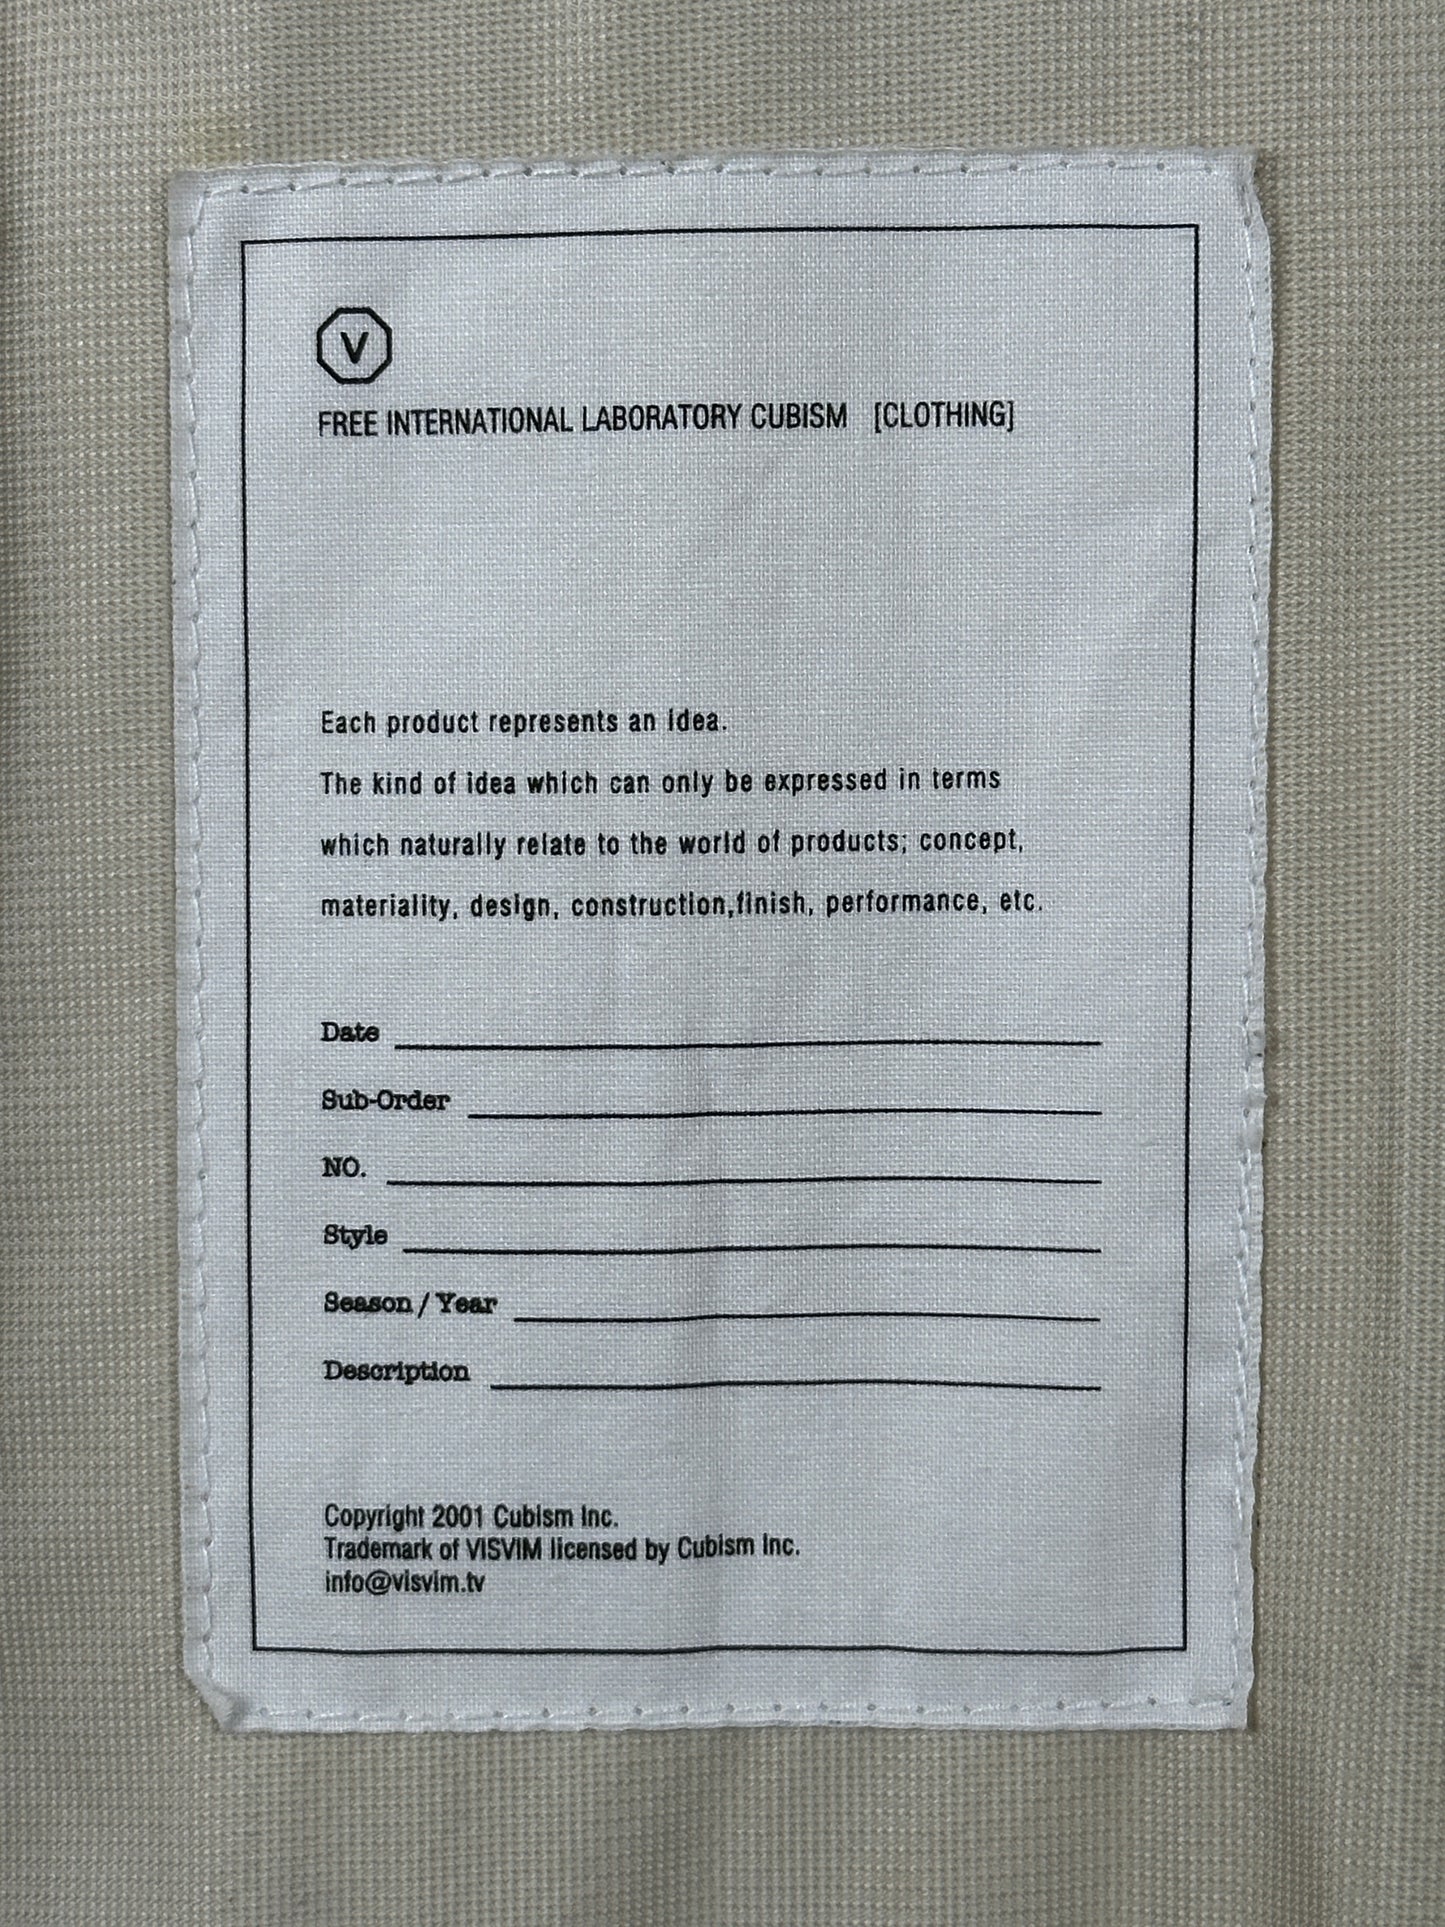 V
FREE INTERNATIONAL LABORATORY CUBISM [CLOTHING]
Each product represents an idea.
The kind of idea which can only be expressed in terms
which naturally relate to the world of products; concept,
materiality, design, construction,finish, performance, etc.
Date
Sub-Order
NO.
Style
Season / Year
Description
Copyright 2001 Cubism Inc.
Trademark of VISVIM licensed by Cubism Inc.
info@visvim.tv